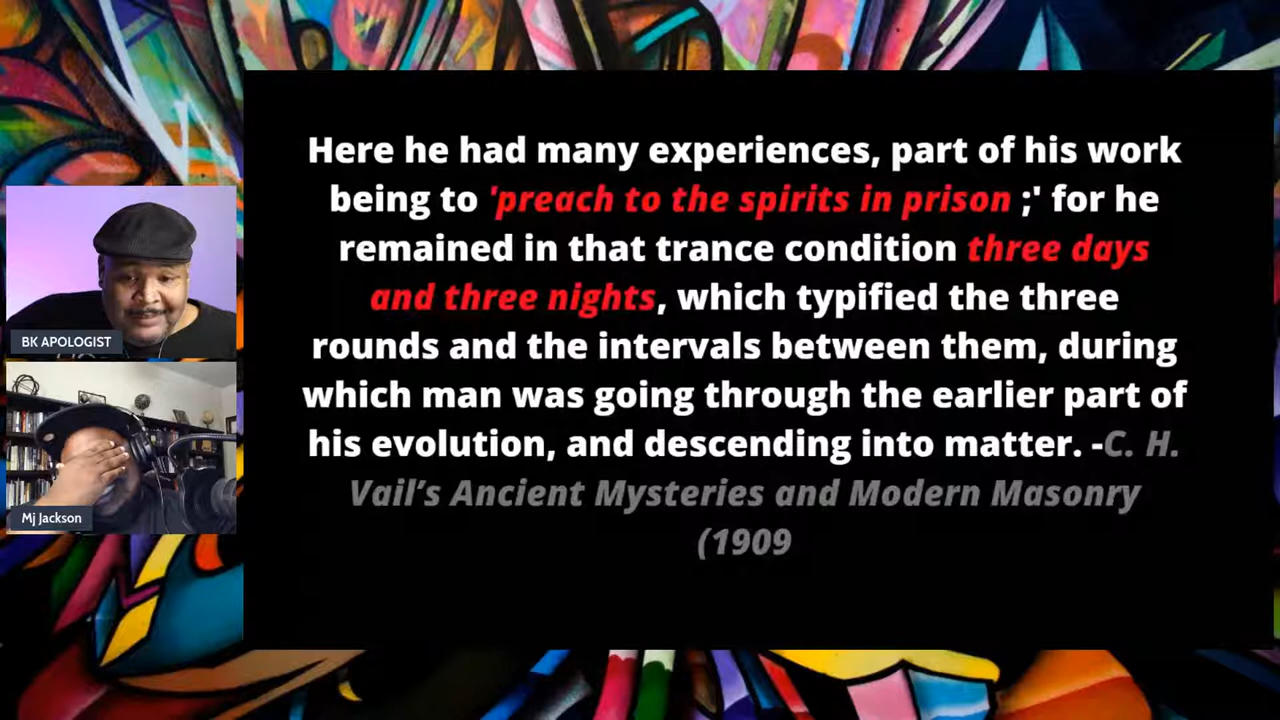 Here he had many experiences, part of his work
being to 'preach to the spirits in prison ;' for he
remained in that trance condition three days
and three nights, which typified the three
rounds and the intervals between them, during
which man was going through the earlier part of
his evolution, and descending into matter. -C. H.
Vail’s Ancient Mysteries and Modern Masonry
(1909
BK APOLOGIST
Mj Jackson